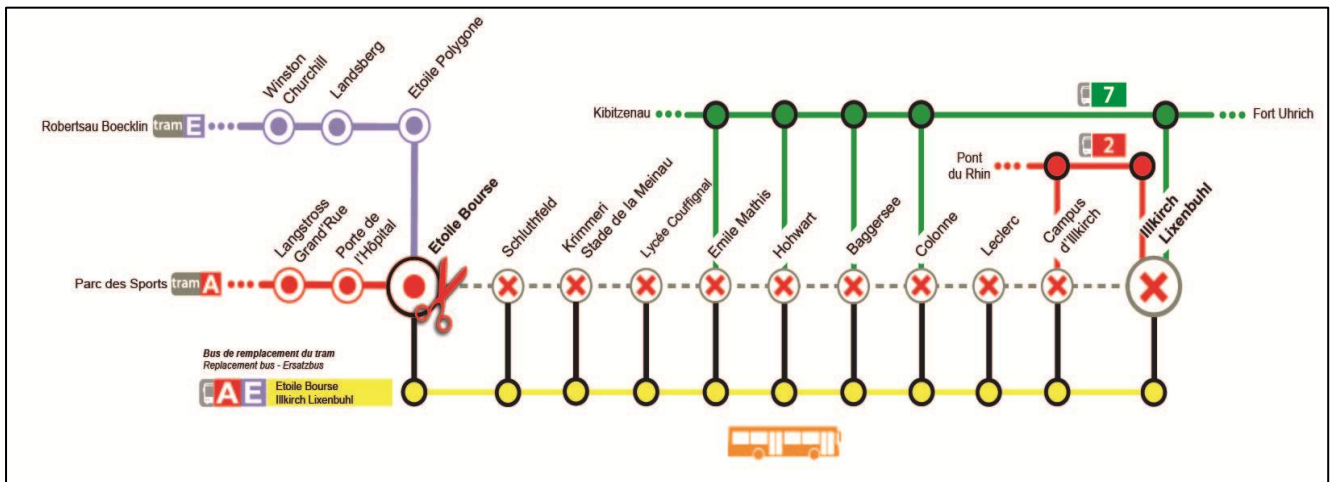 Winston
Churchill
Landsberg
Etoile Polygone
Robertsau Boecklin
tram E
Kibitzenau
7
Fort Uhrich
Pont
du Rhin
2
Langstross
Grand'Rue
Porte de
l'Hôpital
Etoile Bourse
Schluthfeld
Krimmeri
Stade de la Meinau
Lycée Couffignal
Emile Mathis
Hohwart
Baggersee
Colonne
Leclerc
Campus
d'Illkirch
Illkirch
Lixenbuhl
Parc des Sports
tram A
Bus de remplacement du tram
Replacement bus - Ersatzbus
A E
Etoile Bourse
Illkirch Lixenbuhl